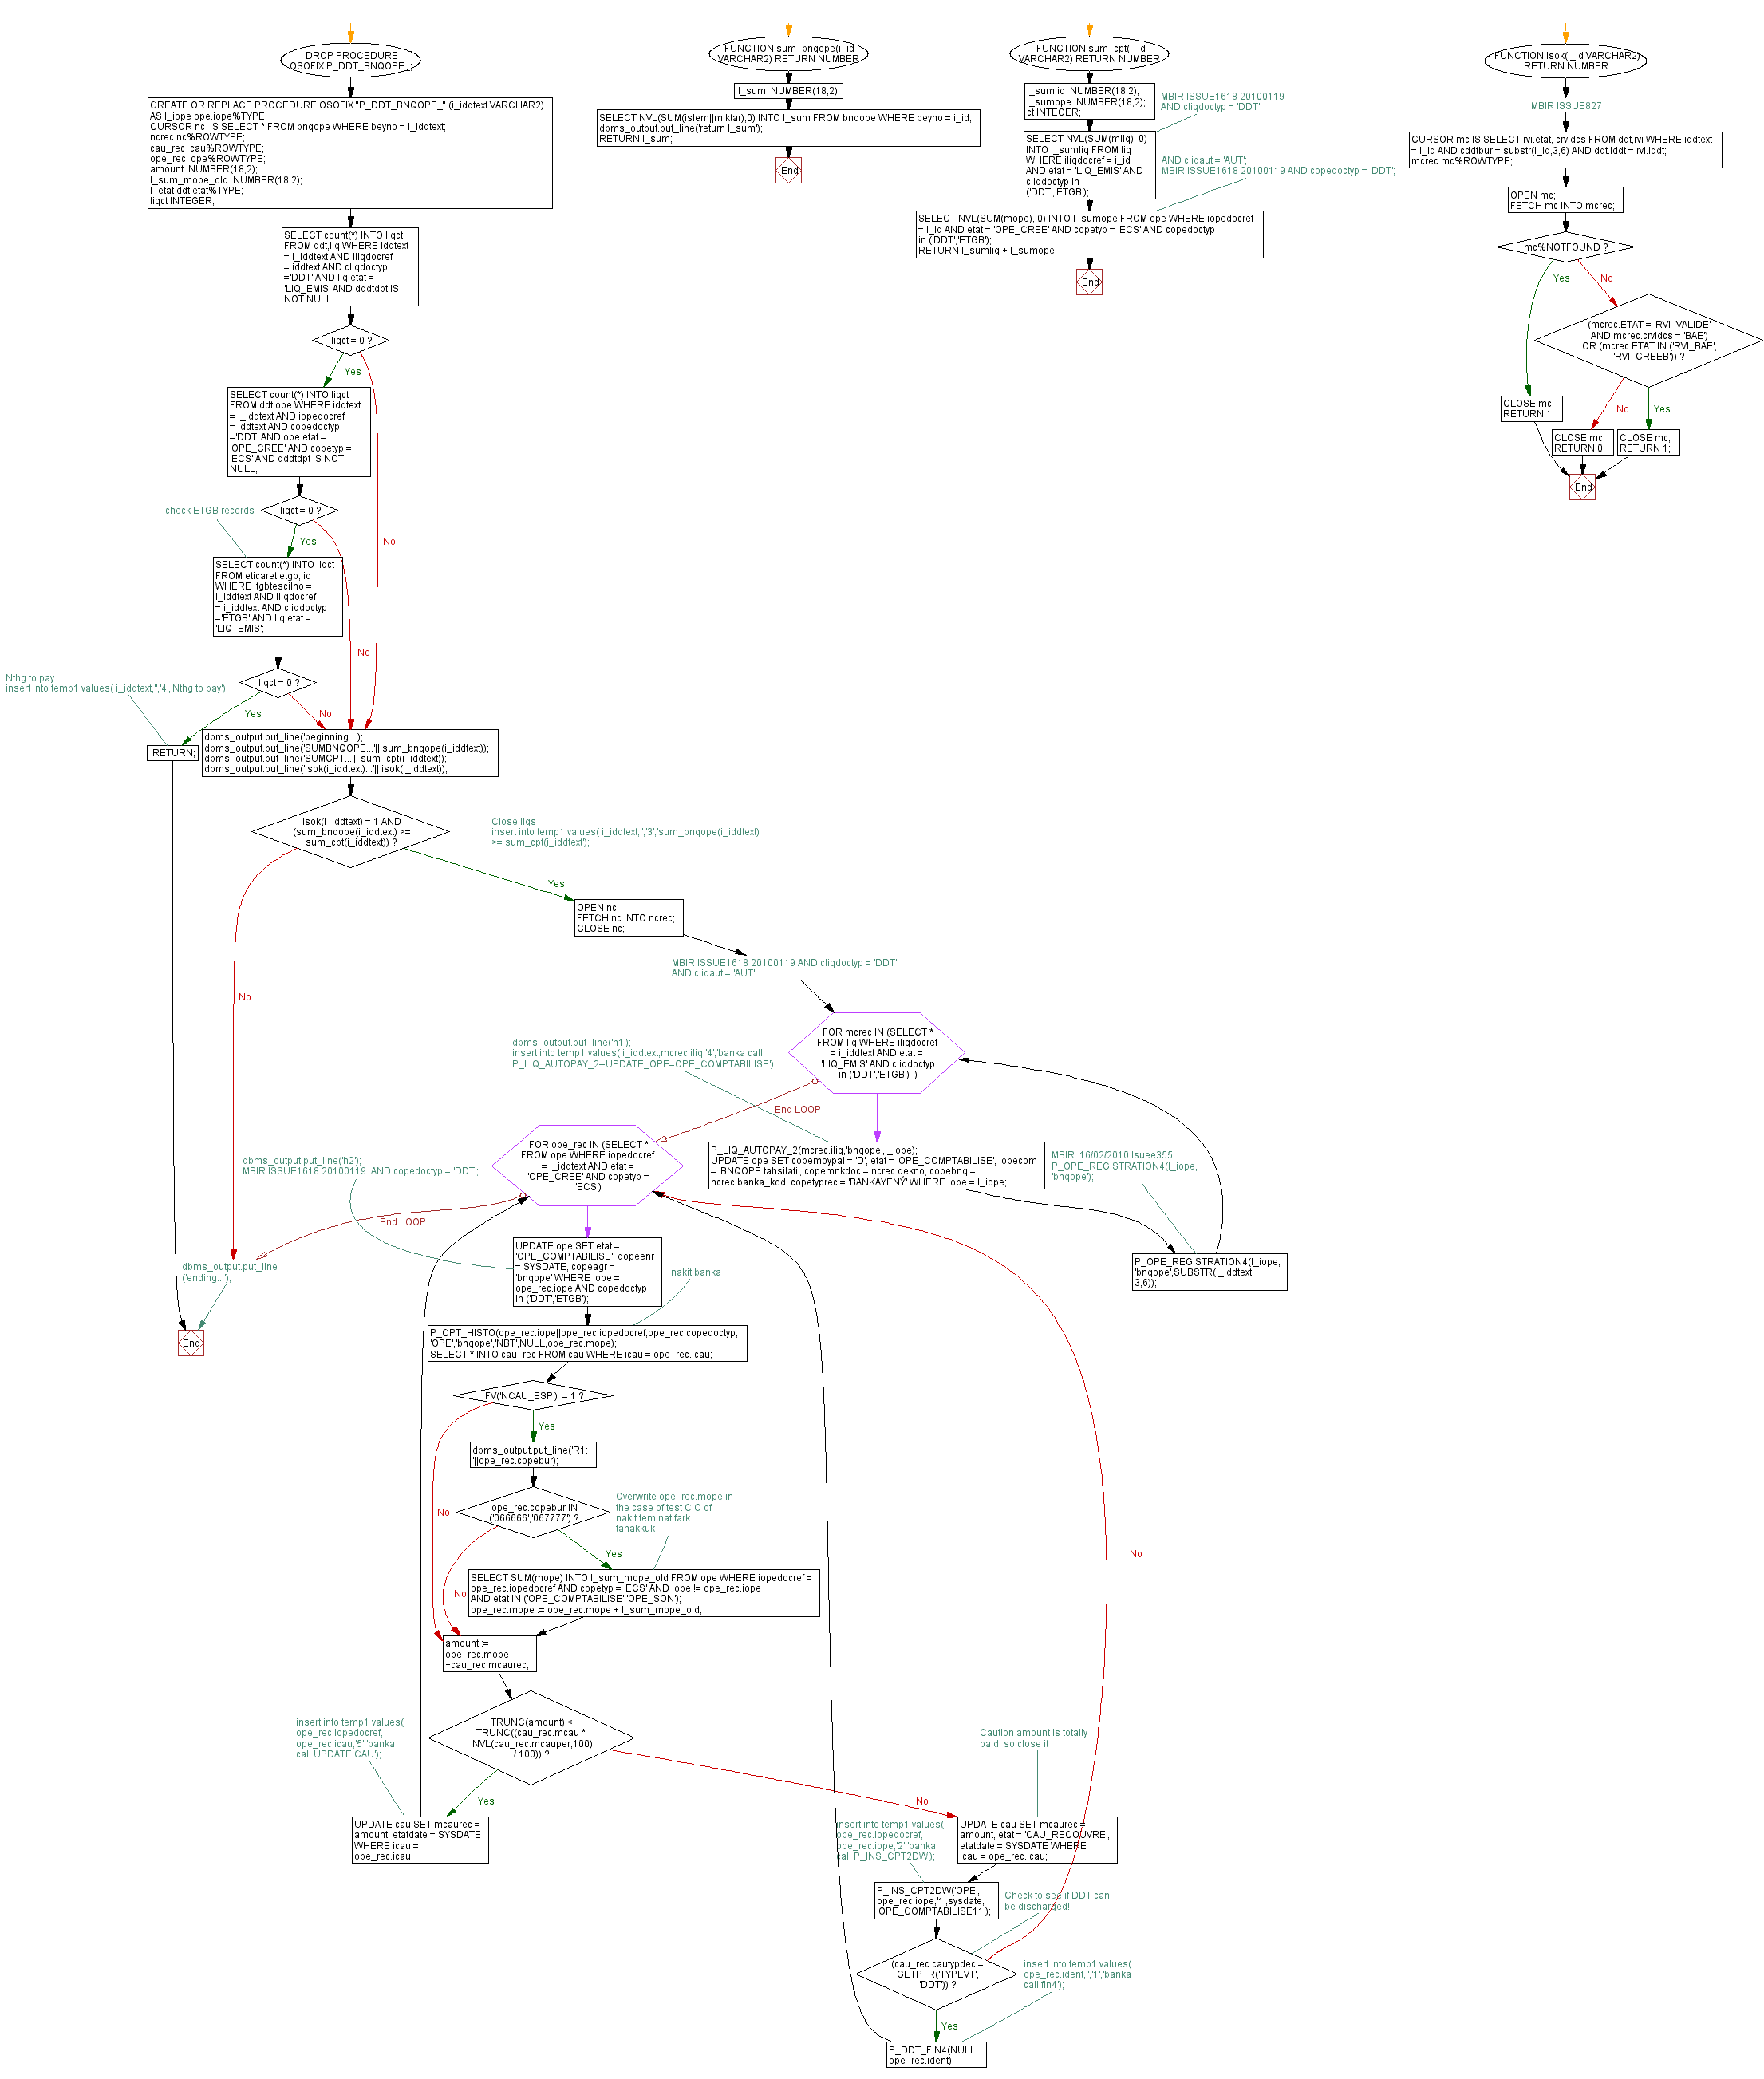 DROP PROCEDURE
OSOFIX.P_DDT_BNQOPE_;
CREATE OR REPLACE PROCEDURE OSOFIX."P_DDT_BNQOPE_" (i_iddtext VARCHAR2)
AS l_iope ope.iope%TYPE;
CURSOR nc  IS SELECT * FROM bnqope WHERE beyno = i_iddtext;
ncrec nc%ROWTYPE;
cau_rec  cau%ROWTYPE;
ope_rec  ope%ROWTYPE;
amount  NUMBER(18,2);
l_sum_mope_old  NUMBER(18,2);
l_etat ddt.etat%TYPE;
liqct INTEGER;
SELECT count(*) INTO liqct
FROM ddt,liq WHERE iddtext
= i_iddtext AND iliqdocref
= iddtext AND cliqdoctyp
='DDT' AND liq.etat =
'LIQ_EMIS' AND dddtdpt IS
NOT NULL;
liqct = 0 ?
Yes
No
SELECT count(*) INTO liqct
FROM ddt,ope WHERE iddtext
= i_iddtext AND iopedocref
= iddtext AND copedoctyp
='DDT' AND ope.etat =
'OPE_CREE' AND copetyp =
'ECS' AND dddtdpt IS NOT
NULL;
liqct = 0 ?
Yes
No
check ETGB records
SELECT count(*) INTO liqct
FROM eticaret.etgb,liq
WHERE ltgbtescilno =
i_iddtext AND iliqdocref
= i_iddtext AND cliqdoctyp
='ETGB' AND liq.etat =
'LIQ_EMIS';
liqct = 0 ?
Yes
No
Nthg to pay
insert into temp1 values( i_iddtext,'','4','Nthg to pay');
RETURN;
dbms_output.put_line('beginning...');
dbms_output.put_line('SUMBNQOPE...'|| sum_bnqope(i_iddtext));
dbms_output.put_line('SUMCPT...'|| sum_cpt(i_iddtext));
dbms_output.put_line('isok(i_iddtext)...'|| isok(i_iddtext));
isok(i_iddtext) = 1 AND
(sum_bnqope(i_iddtext) >=
sum_cpt(i_iddtext)) ?
Yes
No
Close liqs
insert into temp1 values( i_iddtext,'','3','sum_bnqope(i_iddtext)
>= sum_cpt(i_iddtext');
OPEN nc;
FETCH nc INTO ncrec;
CLOSE nc;
MBIR ISSUE1618 20100119 AND cliqdoctyp = 'DDT'
AND cliqaut = 'AUT'
FOR mcrec IN (SELECT *
FROM liq WHERE iliqdocref
= i_iddtext AND etat =
'LIQ_EMIS' AND cliqdoctyp
in ('DDT','ETGB')  )
End LOOP
dbms_output.put_line('h1');
insert into temp1 values( i_iddtext,mcrec.iliq,'4','banka call
P_LIQ_AUTOPAY_2--UPDATE_OPE=OPE_COMPTABILISE');
P_LIQ_AUTOPAY_2(mcrec.iliq,'bnqope',l_iope);
UPDATE ope SET copemoypai = 'D', etat = 'OPE_COMPTABILISE', lopecom
= 'BNQOPE tahsilati', copemnkdoc = ncrec.dekno, copebnq =
ncrec.banka_kod, copetyprec = 'BANKAYENÝ' WHERE iope = l_iope;
MBIR  16/02/2010 Isuee355
P_OPE_REGISTRATION4(l_iope,
'bnqope');
P_OPE_REGISTRATION4(l_iope,
'bnqope',SUBSTR(i_iddtext,
3,6));
FOR ope_rec IN (SELECT *
FROM ope WHERE iopedocref
= i_iddtext AND etat =
'OPE_CREE' AND copetyp =
'ECS')
End LOOP
dbms_output.put_line('h2');
MBIR ISSUE1618 20100119  AND copedoctyp = 'DDT';
dbms_output.put_line
('ending...');
End
UPDATE ope SET etat =
'OPE_COMPTABILISE', dopeenr
= SYSDATE, copeagr =
'bnqope' WHERE iope =
ope_rec.iope AND copedoctyp
in ('DDT','ETGB');
nakit banka
P_CPT_HISTO(ope_rec.iope||ope_rec.iopedocref,ope_rec.copedoctyp,
'OPE','bnqope','NBT',NULL,ope_rec.mope);
SELECT * INTO cau_rec FROM cau WHERE icau = ope_rec.icau;
FV('NCAU_ESP')  = 1 ?
Yes
No
dbms_output.put_line('R1:
'||ope_rec.copebur);
ope_rec.copebur IN
('066666','067777') ?
Yes
No
Overwrite ope_rec.mope in
the case of test C.O of
nakit teminat fark
tahakkuk
SELECT SUM(mope) INTO l_sum_mope_old FROM ope WHERE iopedocref =
ope_rec.iopedocref AND copetyp = 'ECS' AND iope != ope_rec.iope
AND etat IN ('OPE_COMPTABILISE','OPE_SON');
ope_rec.mope := ope_rec.mope + l_sum_mope_old;
amount :=
ope_rec.mope
+cau_rec.mcaurec;
TRUNC(amount) <
TRUNC((cau_rec.mcau *
NVL(cau_rec.mcauper,100)
/ 100)) ?
Yes
No
insert into temp1 values(
ope_rec.iopedocref,
ope_rec.icau,'5','banka
call UPDATE CAU');
UPDATE cau SET mcaurec =
amount, etatdate = SYSDATE
WHERE icau =
ope_rec.icau;
Caution amount is totally
paid, so close it
UPDATE cau SET mcaurec =
amount, etat = 'CAU_RECOUVRE',
etatdate = SYSDATE WHERE
icau = ope_rec.icau;
insert into temp1 values(
ope_rec.iopedocref,
ope_rec.iope,'2','banka
call P_INS_CPT2DW');
P_INS_CPT2DW('OPE',
ope_rec.iope,'1',sysdate,
'OPE_COMPTABILISE11');
Check to see if DDT can
be discharged!
(cau_rec.cautypdec =
GETPTR('TYPEVT',
'DDT')) ?
Yes
No
insert into temp1 values(
ope_rec.ident,'','1','banka
call fin4');
P_DDT_FIN4(NULL,
ope_rec.ident);
FUNCTION sum_bnqope(i_id
VARCHAR2) RETURN NUMBER
l_sum  NUMBER(18,2);
SELECT NVL(SUM(islem||miktar),0) INTO l_sum FROM bnqope WHERE beyno = i_id;
dbms_output.put_line('return l_sum');
RETURN l_sum;
End
FUNCTION sum_cpt(i_id
VARCHAR2) RETURN NUMBER
l_sumliq  NUMBER(18,2);
l_sumope  NUMBER(18,2);
ct INTEGER;
MBIR ISSUE1618 20100119
AND cliqdoctyp = 'DDT';
SELECT NVL(SUM(mliq), 0)
INTO l_sumliq FROM liq
WHERE iliqdocref = i_id
AND etat = 'LIQ_EMIS' AND
cliqdoctyp in
('DDT','ETGB');
AND cliqaut = 'AUT';
MBIR ISSUE1618 20100119 AND copedoctyp = 'DDT';
SELECT NVL(SUM(mope), 0) INTO l_sumope FROM ope WHERE iopedocref
= i_id AND etat = 'OPE_CREE' AND copetyp = 'ECS' AND copedoctyp
in ('DDT','ETGB');
RETURN l_sumliq + l_sumope;
End
FUNCTION isok(i_id VARCHAR2)
RETURN NUMBER
MBIR ISSUE827
CURSOR mc IS SELECT rvi.etat, crvidcs FROM ddt,rvi WHERE iddtext
= i_id AND cddtbur = substr(i_id,3,6) AND ddt.iddt = rvi.iddt;
mcrec mc%ROWTYPE;
OPEN mc;
FETCH mc INTO mcrec;
mc%NOTFOUND ?
Yes
No
(mcrec.ETAT = 'RVI_VALIDE'
AND mcrec.crvidcs = 'BAE')
OR (mcrec.ETAT IN ('RVI_BAE',
'RVI_CREEB')) ?
CLOSE mc;
RETURN 1;
No
Yes
CLOSE mc;
RETURN 0;
CLOSE mc;
RETURN 1;
End